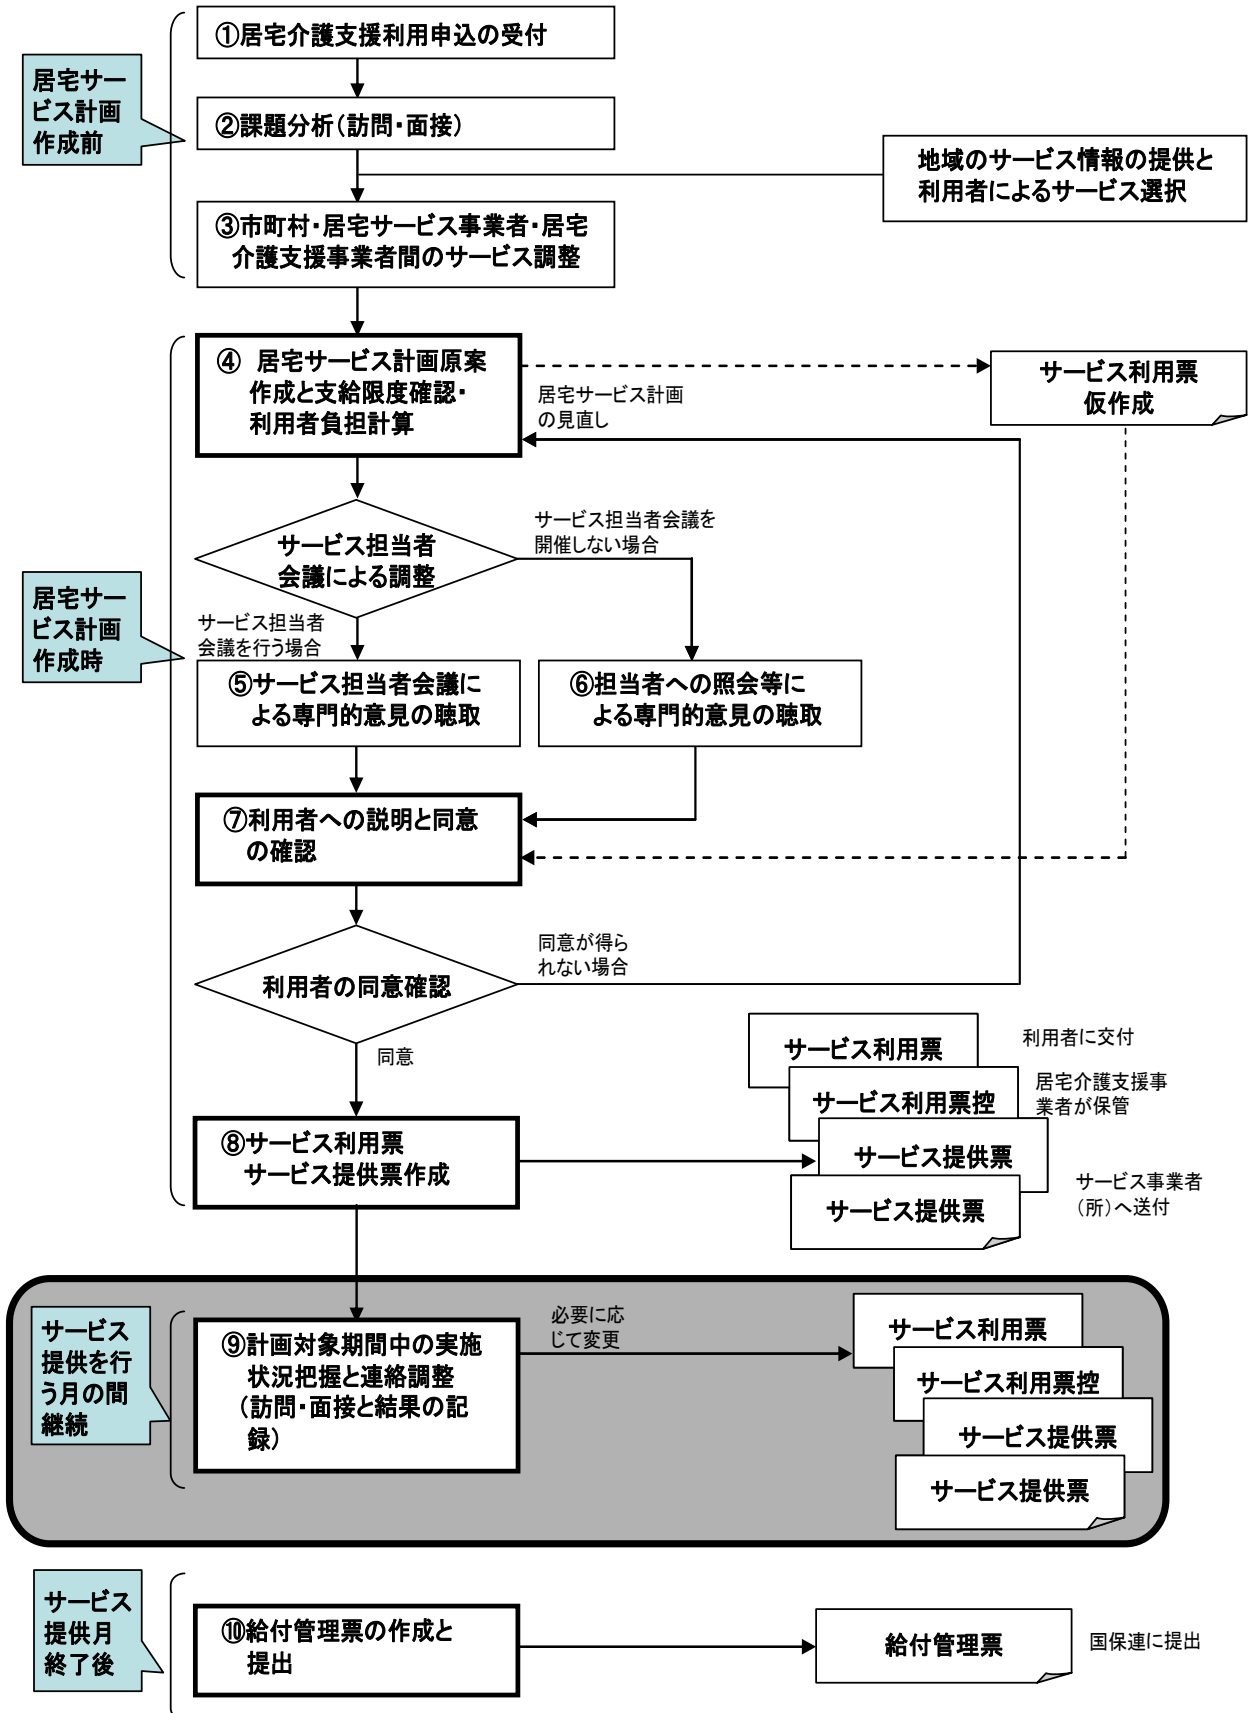 ①居宅介護支援利用申込の受付
居宅サー
ビス計画
作成前
②課題分析(訪問・面接)
地域のサービス情報の提供と
利用者によるサービス選択
③市町村・居宅サービス事業者・居宅
介護支援事業者間のサービス調整
④ 居宅サービス計画原案
作成と支給限度確認・
利用者負担計算
サービス利用票
仮作成
居宅サービス計画
の見直し
サービス担当者
会議による調整
サービス担当者会議を
開催しない場合
居宅サー
ビス計画
作成時
サービス担当者
会議を行う場合
⑤サービス担当者会議に
よる専門的意見の聴取
⑥担当者への照会等に
よる専門的意見の聴取
⑦利用者への説明と同意
の確認
利用者の同意確認
同意が得ら
れない場合
同意
サービス利用票
利用者に交付
サービス利用票控
居宅介護支援事
業者が保管
⑧サービス利用票
サービス提供票作成
サービス提供票
サービス提供票
サービス事業者
(所)へ送付
サービス
提供を行
う月の間
継続
⑨計画対象期間中の実施
状況把握と連絡調整
(訪問・面接と結果の記
録)
必要に応
じて変更
サービス利用票
サービス利用票控
サービス提供票
サービス提供票
サービス
提供月
終了後
⑩給付管理票の作成と
提出
給付管理票
国保連に提出